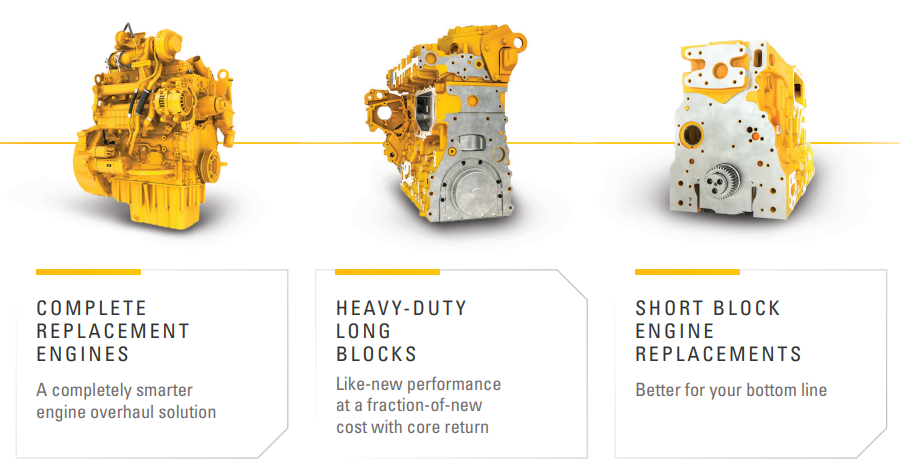 COMPLETE
REPLACEMENT
ENGINES
A completely smarter
engine overhaul solution
HEAVY-DUTY
LONG
BLOCKS
Like-new performance
at a fraction-of-new
cost with core return
SHORT BLOCK
ENGINE
REPLACEMENTS
Better for your bottom line